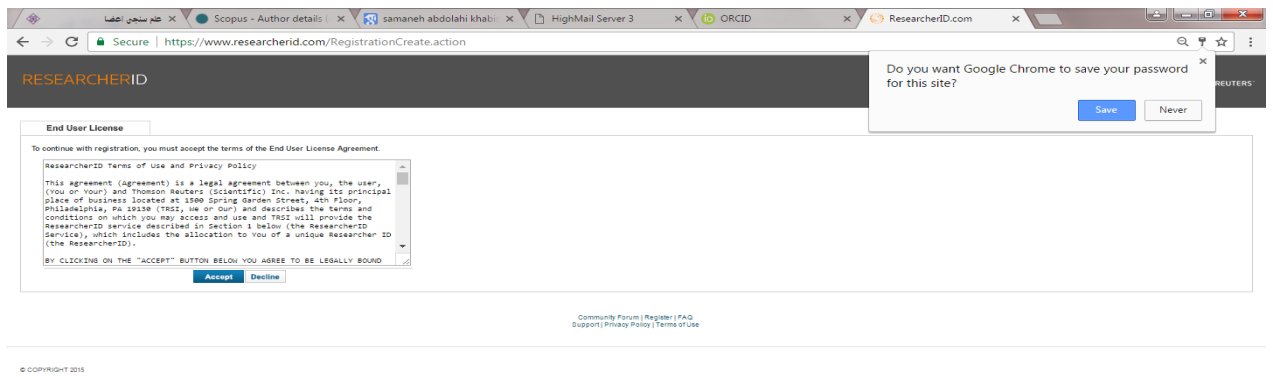 علم سنجی اعضا
Scopus - Author details (
samaneh abdolahi khabi
HighMail Server 3
ORCID
ResearcherID.com
Secure | https://www.researcherid.com/RegistrationCreate.action
Do you want Google Chrome to save your password
for this site?
Save Never
RESEARCHERID
REUTERS
End User License
To continue with registration, you must accept the terms of the End User License Agreement.
ResearcherID Terms of Use and Privacy Policy
This agreement (Agreement) is a legal agreement between you, the user,
(You or Your) and Thomson Reuters (Scientific) Inc. having its principal
place of business located at 1500 Spring Garden Street, 4th Floor,
Philadelphia, PA 19130 (TRSI, We or Our) and describes the terms and
conditions on which you may access and use and TRSI will provide the
ResearcherID service described in Section 1 below (the ResearcherID
Service), which includes the allocation to You of a unique Researcher ID
(the ResearcherID).
BY CLICKING ON THE "ACCEPT" BUTTON BELOW YOU AGREE TO BE LEGALLY BOUND
Accept Decline
Community Forum | Register | FAQ
Support | Privacy Policy | Terms of Use
© COPYRIGHT 2015